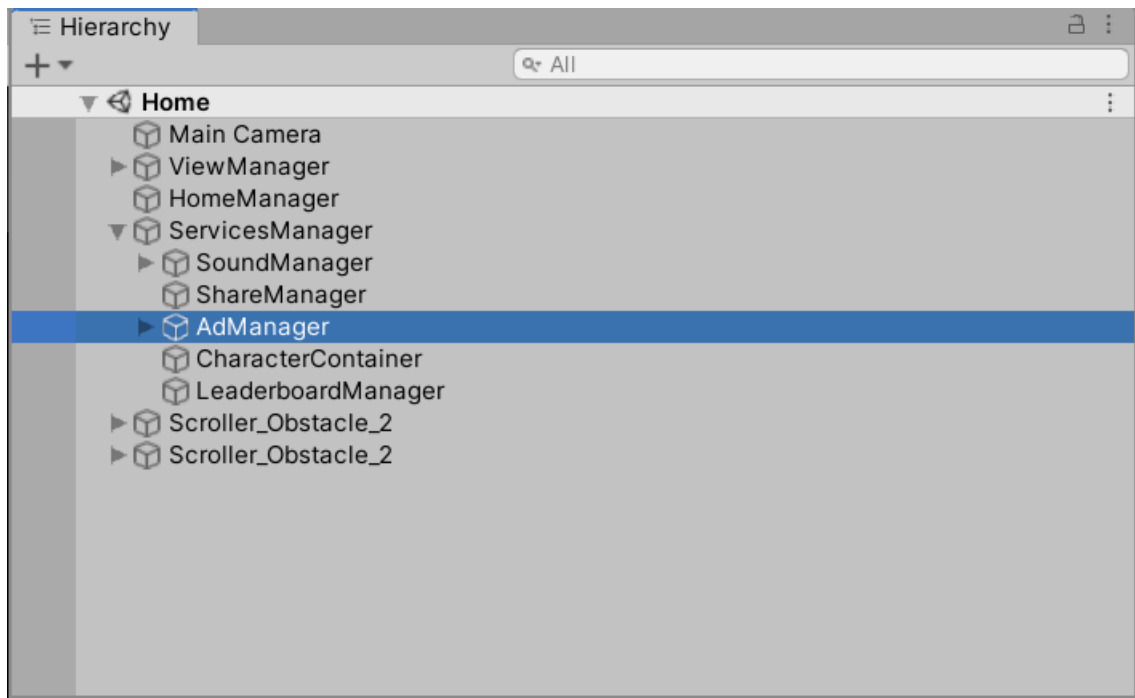 Hierarchy
All
Home
Main Camera
ViewManager
HomeManager
ServicesManager
SoundManager
ShareManager
AdManager
CharacterContainer
LeaderboardManager
Scroller_Obstacle_2
Scroller_Obstacle_2